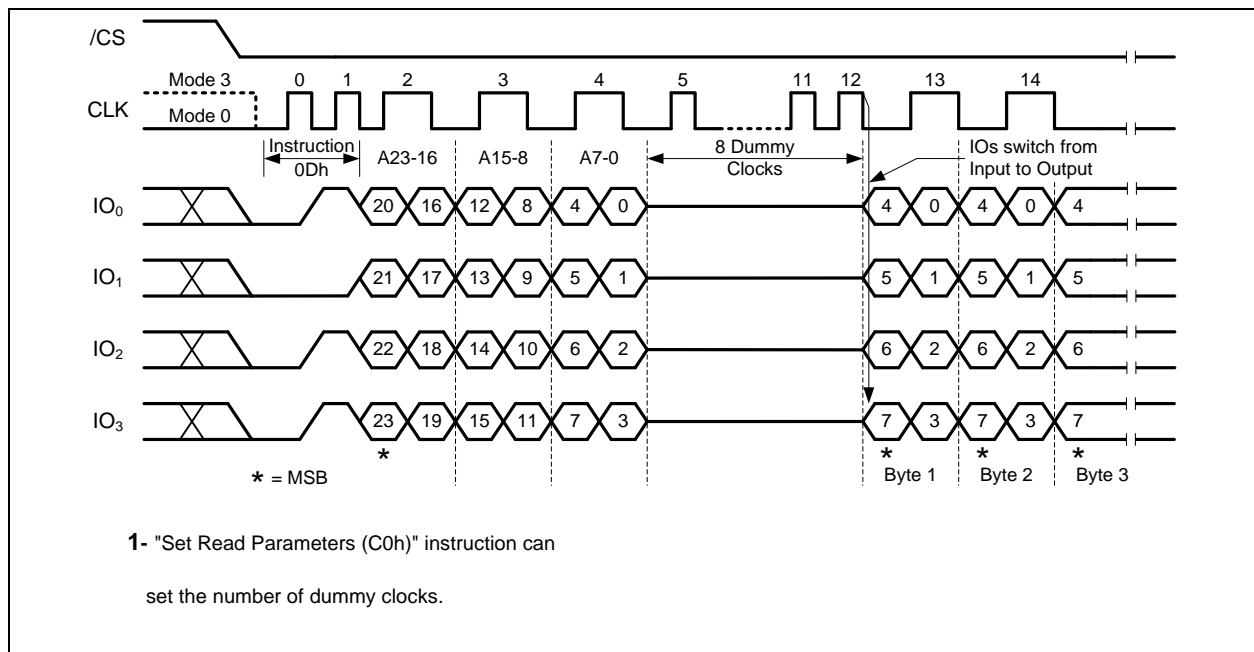 /CS
Mode 3 0 1 2 3 4 5 11 12 13 14
CLK Mode 0
Instruction
0Dh
A23-16 A15-8 A7-0
8 Dummy
Clocks
IOs switch from
Input to Output
IO₀ 20 16 12 8 4 0 4 0 4 0 4
IO₁ 21 17 13 9 5 1 5 1 5 1 5
IO₂ 22 18 14 10 6 2 6 2 6 2 6
IO₃ 23 19 15 11 7 3 7 3 7 3 7
* * * *
* = MSB Byte 1 Byte 2 Byte 3
1- "Set Read Parameters (C0h)" instruction can
set the number of dummy clocks.